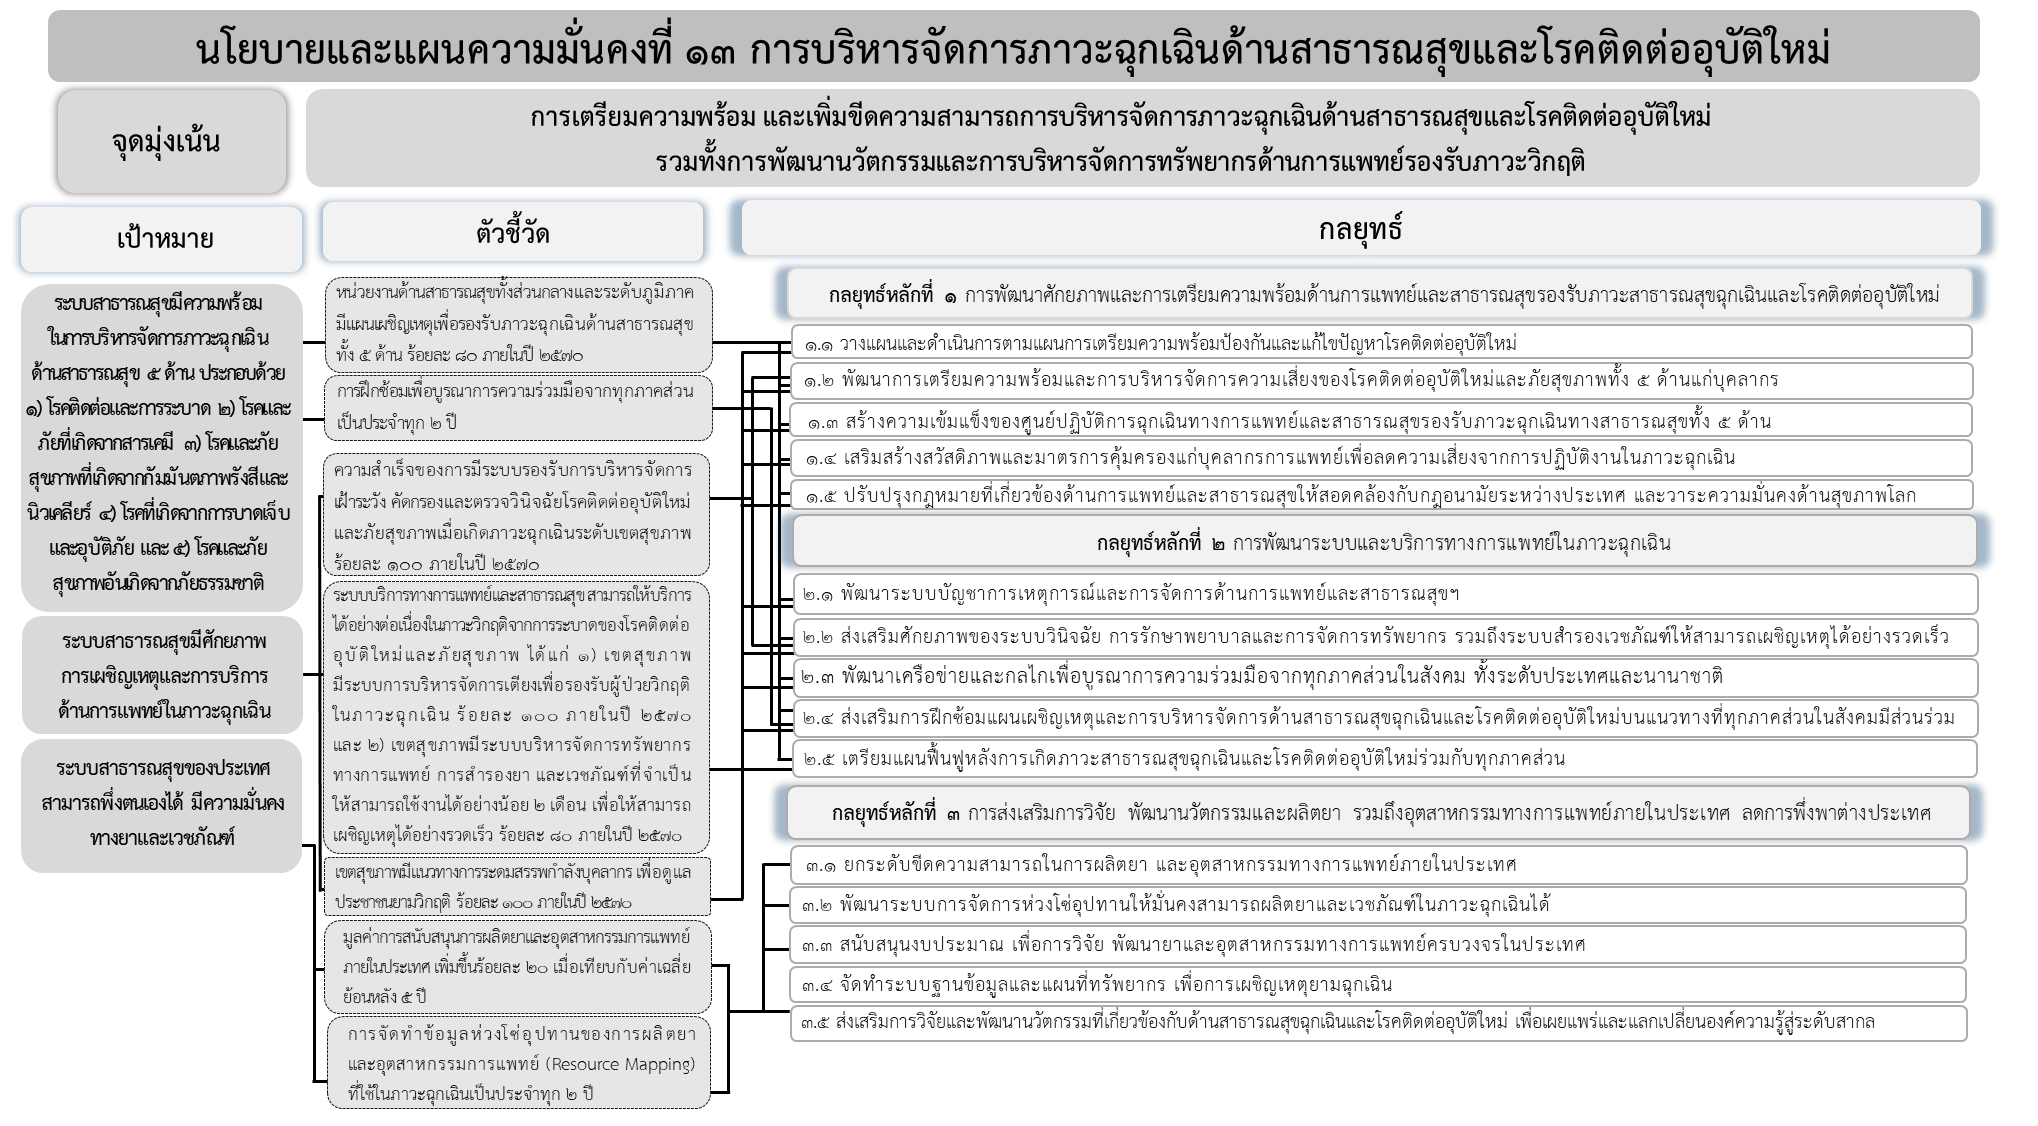 นโยบายและแผนความมั่นคงที่ ๑๓ การบริหารจัดการภาวะฉุกเฉินด้านสาธารณสุขและโรคติดต่ออุบัติใหม่
จุดมุ่งเน้น
การเตรียมความพร้อม และเพิ่มขีดความสามารถการบริหารจัดการภาวะฉุกเฉินด้านสาธารณสุขและโรคติดต่ออุบัติใหม่
รวมทั้งการพัฒนานวัตกรรมและการบริหารจัดการทรัพยากรด้านการแพทย์รองรับภาวะวิกฤติ
เป้าหมาย
ระบบสาธารณสุขมีความพร้อม
ในการบริหารจัดการภาวะฉุกเฉิน
ด้านสาธารณสุข ๕ ด้าน ประกอบด้วย
๑) โรคติดต่อและการระบาด ๒) โรคและ
ภัยที่เกิดจากสารเคมี ๓) โรคและภัย
สุขภาพที่เกิดจากกัมมันตภาพรังสีและ
นิวเคลียร์ ๔) โรคที่เกิดจากการบาดเจ็บ
และอุบัติภัย และ ๕) โรคและภัย
สุขภาพอันเกิดจากภัยธรรมชาติ
ระบบสาธารณสุขมีศักยภาพ
การเผชิญเหตุและการบริการ
ด้านการแพทย์ในภาวะฉุกเฉิน
ระบบสาธารณสุขของประเทศ
สามารถพึ่งตนเองได้ มีความมั่นคง
ทางยาและเวชภัณฑ์
ตัวชี้วัด
หน่วยงานด้านสาธารณสุขทั้งส่วนกลางและระดับภูมิภาค
มีแผนเผชิญเหตุเพื่อรองรับภาวะฉุกเฉินด้านสาธารณสุข
ทั้ง ๕ ด้าน ร้อยละ ๘๐ ภายในปี ๒๕๗๐
การฝึกซ้อมเพื่อบูรณาการความร่วมมือจากทุกภาคส่วน
เป็นประจำทุก ๒ ปี
ความสำเร็จของการมีระบบรองรับการบริหารจัดการ
เฝ้าระวัง คัดกรองและตรวจวินิจฉัยโรคติดต่ออุบัติใหม่
และภัยสุขภาพเมื่อเกิดภาวะฉุกเฉินระดับเขตสุขภาพ
ร้อยละ ๑๐๐ ภายในปี ๒๕๗๐
ระบบบริการทางการแพทย์และสาธารณสุข สามารถให้บริการ
ได้อย่างต่อเนื่องในภาวะวิกฤติจากการระบาดของโรคติดต่อ
อุบัติใหม่และภัยสุขภาพ ได้แก่ ๑) เขตสุขภาพ
มีระบบการบริหารจัดการเตียงเพื่อรองรับผู้ป่วยวิกฤติ
ในภาวะฉุกเฉิน ร้อยละ ๑๐๐ ภายในปี ๒๕๗๐
และ ๒) เขตสุขภาพมีระบบบริหารจัดการทรัพยากร
ทางการแพทย์ การสำรองยา และเวชภัณฑ์ที่จำเป็น
ให้สามารถใช้งานได้อย่างน้อย ๒ เดือน เพื่อให้สามารถ
เผชิญเหตุได้อย่างรวดเร็ว ร้อยละ ๘๐ ภายในปี ๒๕๗๐
เขตสุขภาพมีแนวทางการระดมสรรพกำลังบุคลากร เพื่อดูแล
ประชาชนยามวิกฤติ ร้อยละ ๑๐๐ ภายในปี ๒๕๗๐
มูลค่าการสนับสนุนการผลิตยาและอุตสาหกรรมการแพทย์
ภายในประเทศ เพิ่มขึ้นร้อยละ ๒๐ เมื่อเทียบกับค่าเฉลี่ย
ย้อนหลัง ๕ ปี
การจัดทำข้อมูลห่วงโซ่อุปทานของการผลิตยา
และอุตสาหกรรมการแพทย์ (Resource Mapping)
ที่ใช้ในภาวะฉุกเฉินเป็นประจำทุก ๒ ปี
กลยุทธ์
กลยุทธ์หลักที่ ๑ การพัฒนาศักยภาพและการเตรียมความพร้อมด้านการแพทย์และสาธารณสุขรองรับภาวะสาธารณสุขฉุกเฉินและโรคติดต่ออุบัติใหม่
๑.๑ วางแผนและดำเนินการตามแผนการเตรียมความพร้อมป้องกันและแก้ไขปัญหาโรคติดต่ออุบัติใหม่
๑.๒ พัฒนาการเตรียมความพร้อมและการบริหารจัดการความเสี่ยงของโรคติดต่ออุบัติใหม่และภัยสุขภาพทั้ง ๕ ด้านแก่บุคลากร
๑.๓ สร้างความเข้มแข็งของศูนย์ปฏิบัติการฉุกเฉินทางการแพทย์และสาธารณสุขรองรับภาวะฉุกเฉินทางสาธารณสุขทั้ง ๕ ด้าน
๑.๔ เสริมสร้างสวัสดิภาพและมาตรการคุ้มครองแก่บุคลากรการแพทย์เพื่อลดความเสี่ยงจากการปฏิบัติงานในภาวะฉุกเฉิน
๑.๕ ปรับปรุงกฎหมายที่เกี่ยวข้องด้านการแพทย์และสาธารณสุขให้สอดคล้องกับกฎอนามัยระหว่างประเทศ และวาระความมั่นคงด้านสุขภาพโลก
กลยุทธ์หลักที่ ๒ การพัฒนาระบบและบริการทางการแพทย์ในภาวะฉุกเฉิน
๒.๑ พัฒนาระบบบัญชาการเหตุการณ์และการจัดการด้านการแพทย์และสาธารณสุขฯ
๒.๒ ส่งเสริมศักยภาพของระบบวินิจฉัย การรักษาพยาบาลและการจัดการทรัพยากร รวมถึงระบบสำรองเวชภัณฑ์ให้สามารถเผชิญเหตุได้อย่างรวดเร็ว
๒.๓ พัฒนาเครือข่ายและกลไกเพื่อบูรณาการความร่วมมือจากทุกภาคส่วนในสังคม ทั้งระดับประเทศและนานาชาติ
๒.๔ ส่งเสริมการฝึกซ้อมแผนเผชิญเหตุและการบริหารจัดการด้านสาธารณสุขฉุกเฉินและโรคติดต่ออุบัติใหม่บนแนวทางที่ทุกภาคส่วนในสังคมมีส่วนร่วม
๒.๕ เตรียมแผนฟื้นฟูหลังการเกิดภาวะสาธารณสุขฉุกเฉินและโรคติดต่ออุบัติใหม่ร่วมกับทุกภาคส่วน
กลยุทธ์หลักที่ ๓ การส่งเสริมการวิจัย พัฒนานวัตกรรมและผลิตยา รวมถึงอุตสาหกรรมทางการแพทย์ภายในประเทศ ลดการพึ่งพาต่างประเทศ
๓.๑ ยกระดับขีดความสามารถในการผลิตยา และอุตสาหกรรมทางการแพทย์ภายในประเทศ
๓.๒ พัฒนาระบบการจัดการห่วงโซ่อุปทานให้มั่นคงสามารถผลิตยาและเวชภัณฑ์ในภาวะฉุกเฉินได้
๓.๓ สนับสนุนงบประมาณ เพื่อการวิจัย พัฒนายาและอุตสาหกรรมทางการแพทย์ครบวงจรในประเทศ
๓.๔ จัดทำระบบฐานข้อมูลและแผนที่ทรัพยากร เพื่อการเผชิญเหตุยามฉุกเฉิน
๓.๕ ส่งเสริมการวิจัยและพัฒนานวัตกรรมที่เกี่ยวข้องกับด้านสาธารณสุขฉุกเฉินและโรคติดต่ออุบัติใหม่ เพื่อเผยแพร่และแลกเปลี่ยนองค์ความรู้สู่ระดับสากล